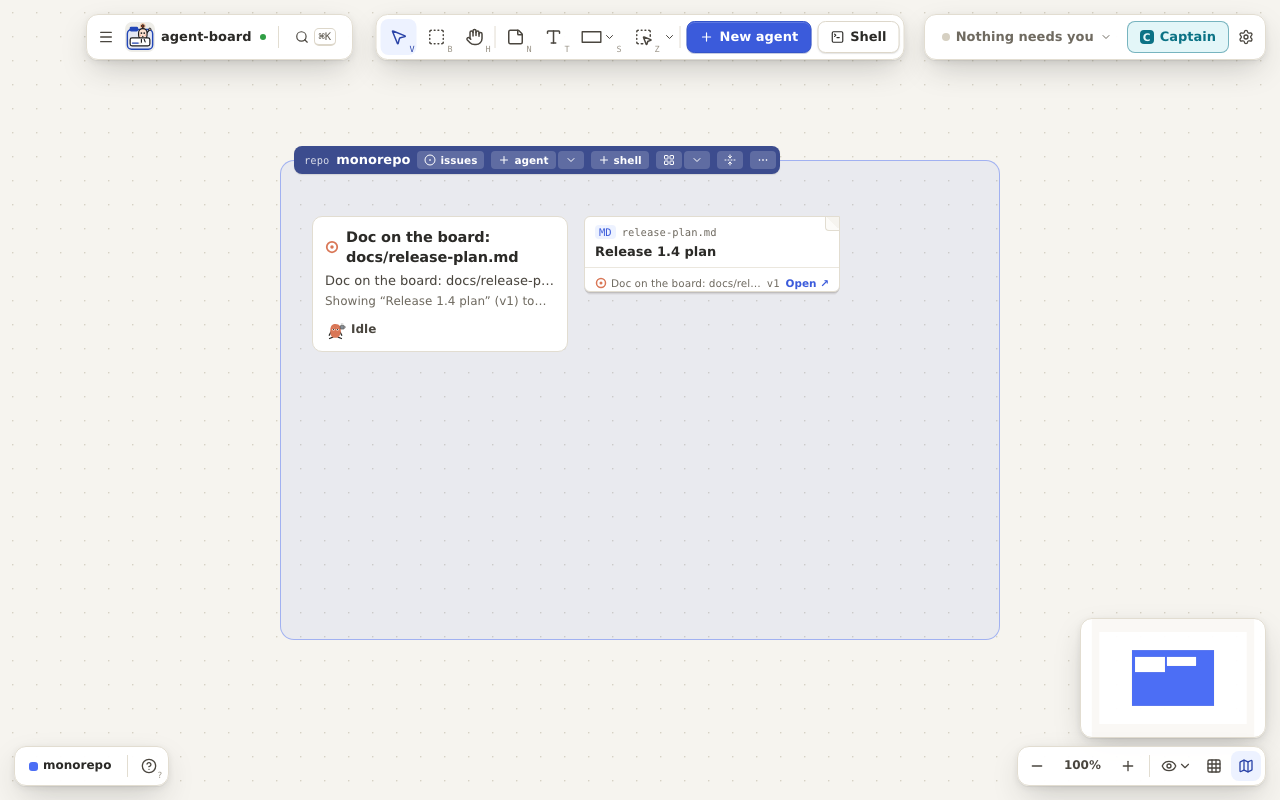 agent-board
⌘K
V
B
H
N
T
S
Z
+ New agent
Shell
Nothing needs you
C Captain
repo monorepo
issues
+ agent
+ shell
Doc on the board:
docs/release-plan.md
Doc on the board: docs/release-p...
Showing “Release 1.4 plan” (v1) to...
Idle
MD release-plan.md
Release 1.4 plan
Doc on the board: docs/rel... v1 Open ↗
monorepo
?
100%